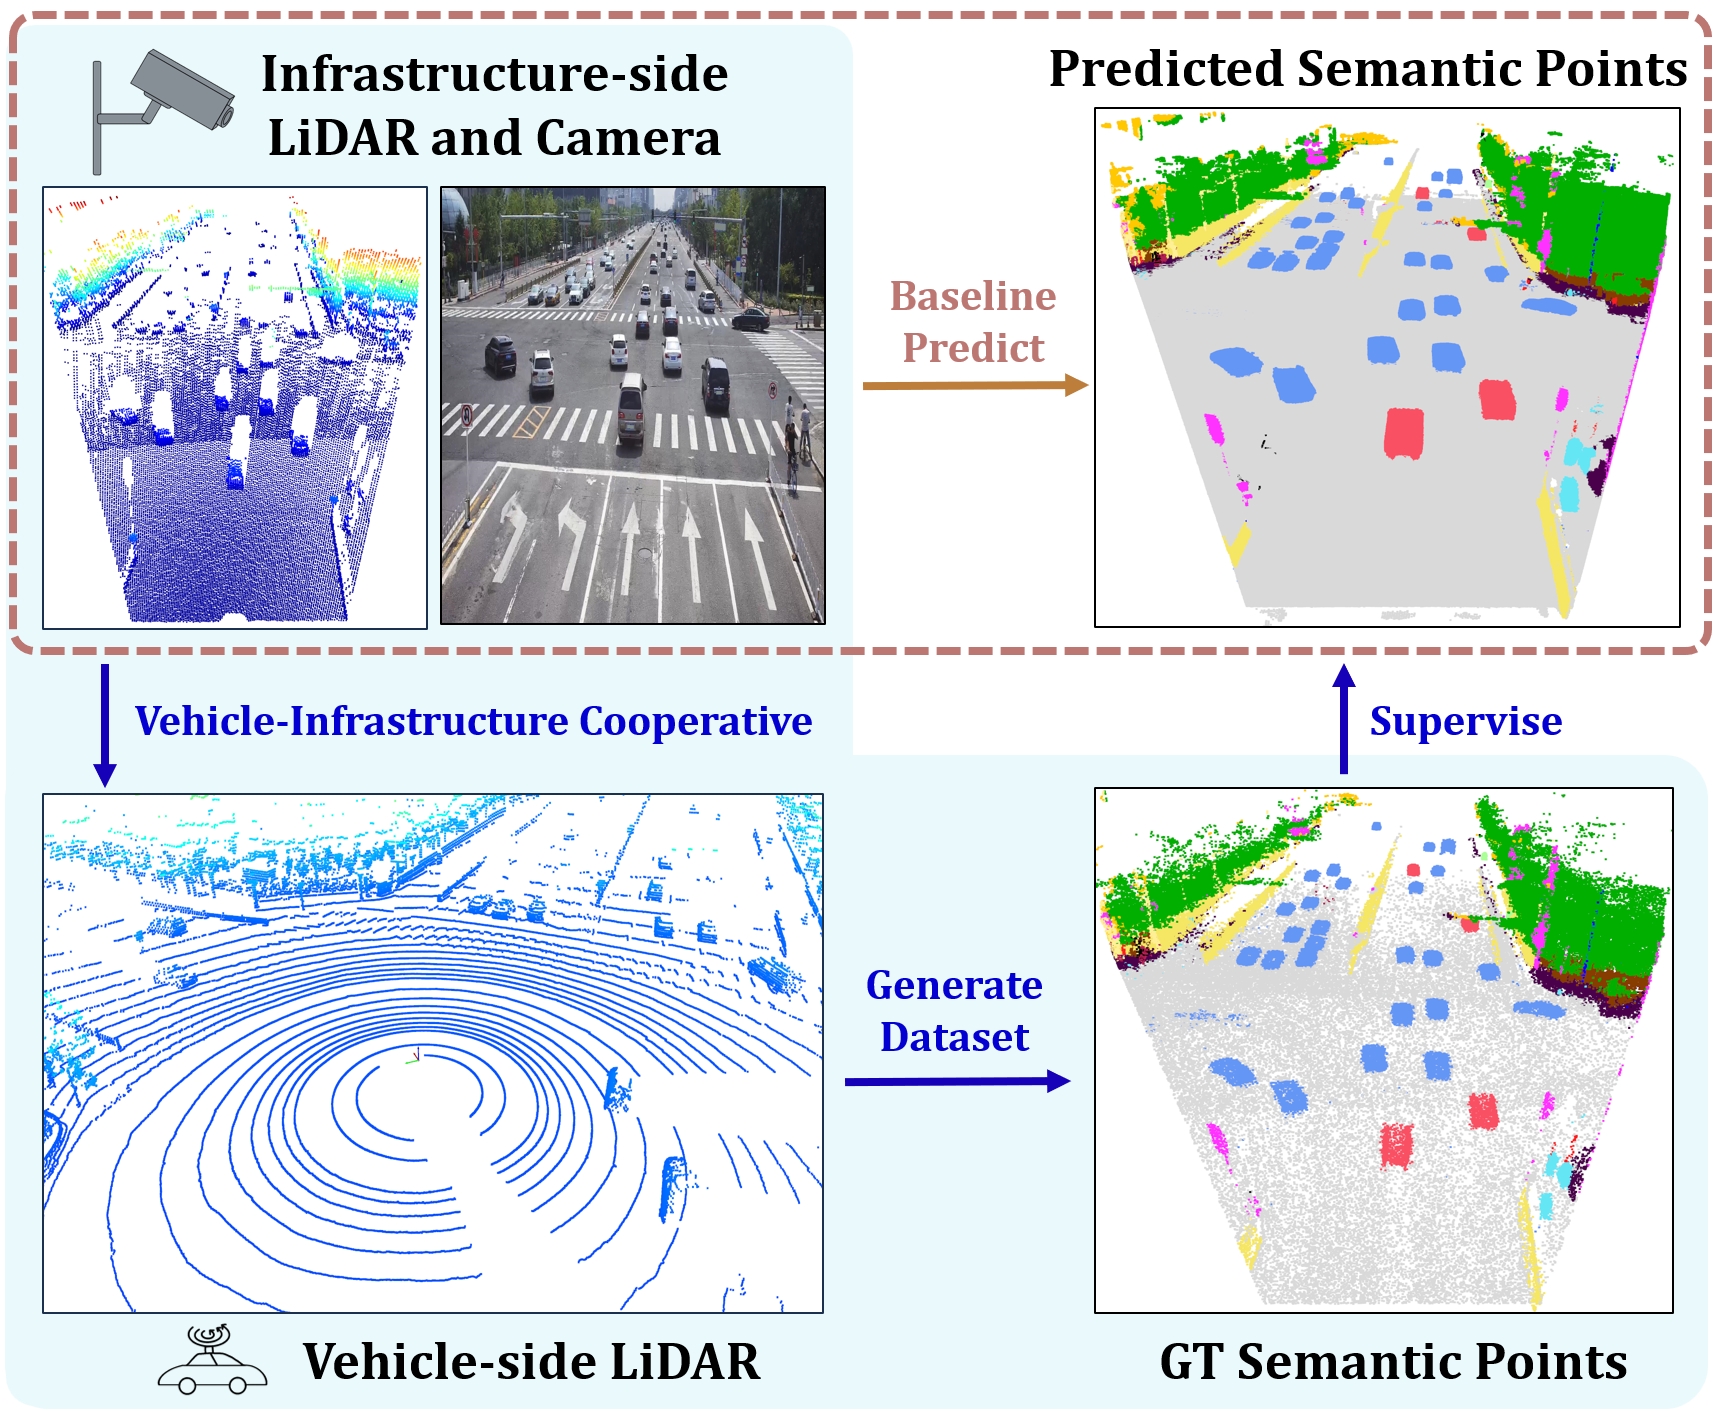 Infrastructure-side
LiDAR and Camera
Predicted Semantic Points
Baseline
Predict
Vehicle-Infrastructure Cooperative
Supervise
Generate
Dataset
Vehicle-side LiDAR
GT Semantic Points